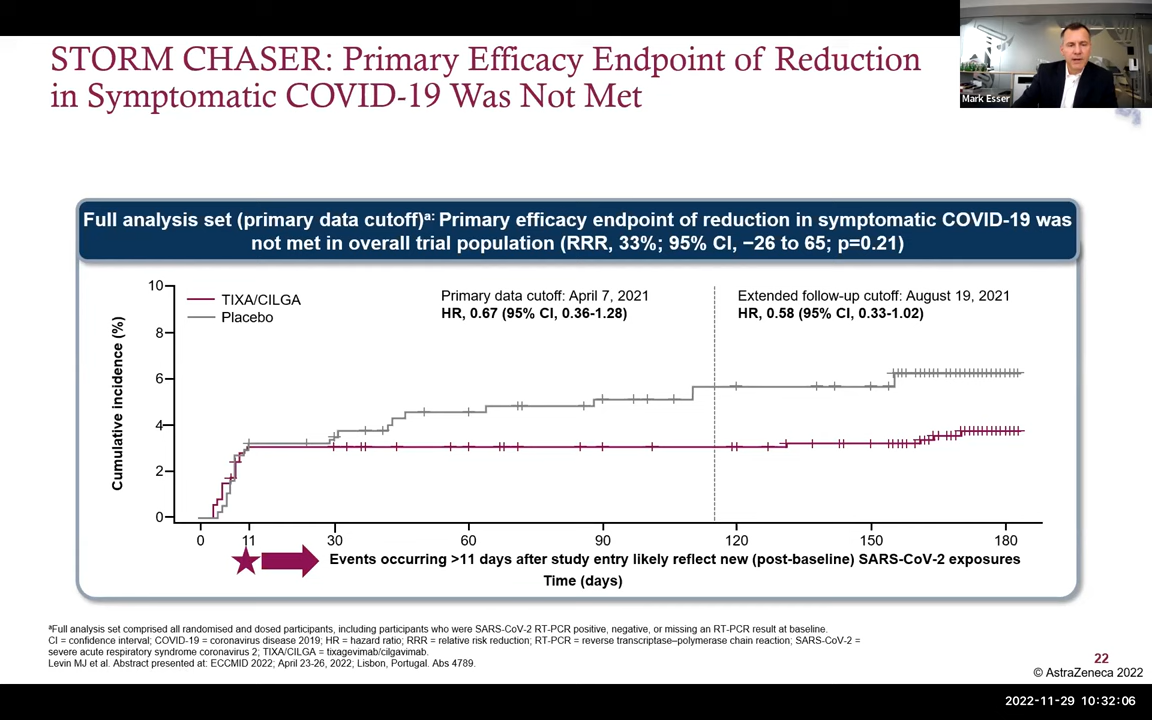 STORM CHASER: Primary Efficacy Endpoint of Reduction
in Symptomatic COVID-19 Was Not Met
Mark Esser
Full analysis set (primary data cutoff)a: Primary efficacy endpoint of reduction in symptomatic COVID-19 was
not met in overall trial population (RRR, 33%; 95% CI, −26 to 65; p=0.21)
TIXA/CILGA
Placebo
Primary data cutoff: April 7, 2021
HR, 0.67 (95% CI, 0.36-1.28)
Extended follow-up cutoff: August 19, 2021
HR, 0.58 (95% CI, 0.33-1.02)
Cumulative incidence (%)
10
8
6
4
2
0
0 11 30 60 90 120 150 180
Events occurring >11 days after study entry likely reflect new (post-baseline) SARS-CoV-2 exposures
Time (days)
aFull analysis set comprised all randomised and dosed participants, including participants who were SARS-CoV-2 RT-PCR positive, negative, or missing an RT-PCR result at baseline.
CI = confidence interval; COVID-19 = coronavirus disease 2019; HR = hazard ratio; RRR = relative risk reduction; RT-PCR = reverse transcriptase–polymerase chain reaction; SARS-CoV-2 =
severe acute respiratory syndrome coronavirus 2; TIXA/CILGA = tixagevimab/cilgavimab.
Levin MJ et al. Abstract presented at: ECCMID 2022; April 23-26, 2022; Lisbon, Portugal. Abs 4789.
22
© AstraZeneca 2022
2022-11-29 10:32:06